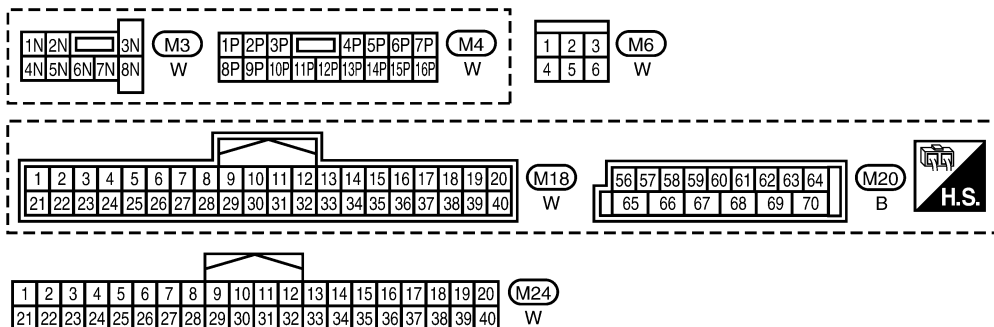 1N 2N 3N M3
4N 5N 6N 7N 8N W
1P 2P 3P 4P 5P 6P 7P M4
8P 9P 10P 11P 12P 13P 14P 15P 16P W
1 2 3 M6
4 5 6 W
1 2 3 4 5 6 7 8 9 10 11 12 13 14 15 16 17 18 19 20 M18
21 22 23 24 25 26 27 28 29 30 31 32 33 34 35 36 37 38 39 40 W
56 57 58 59 60 61 62 63 64 M20
65 66 67 68 69 70 B
H.S.
1 2 3 4 5 6 7 8 9 10 11 12 13 14 15 16 17 18 19 20 M24
21 22 23 24 25 26 27 28 29 30 31 32 33 34 35 36 37 38 39 40 W